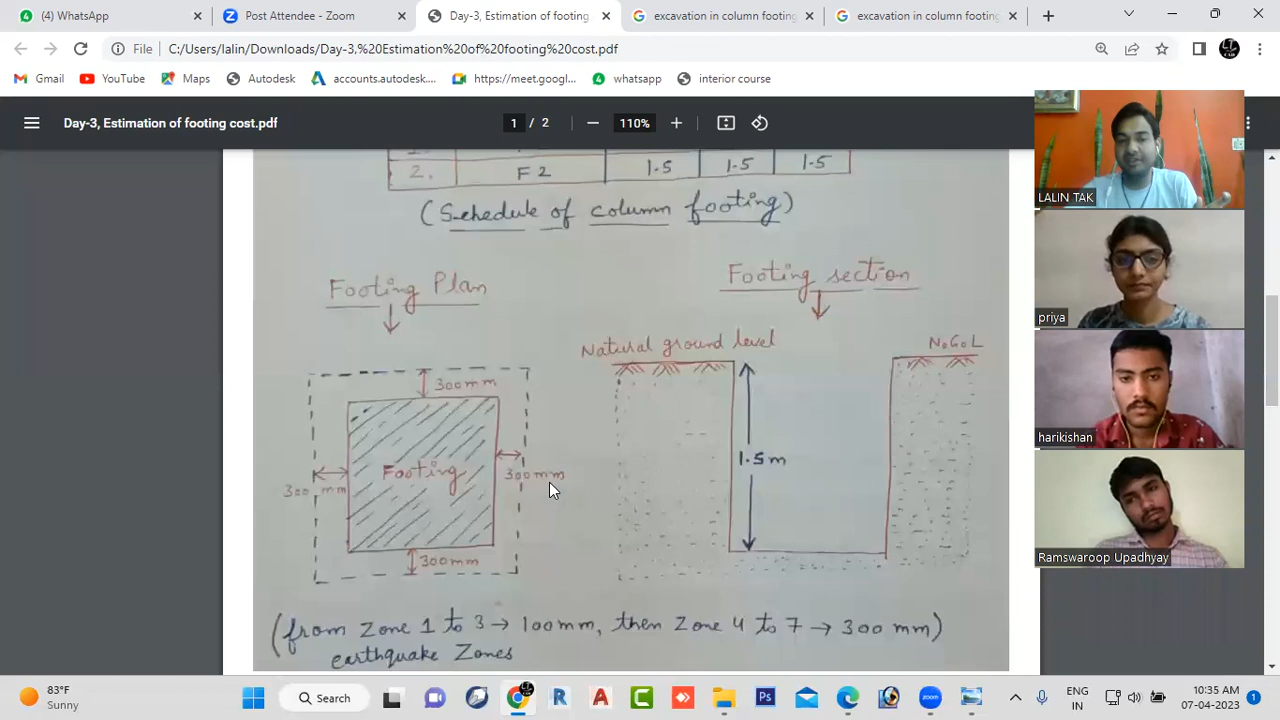 (4) WhatsApp
Post Attendee - Zoom
Day-3, Estimation of footing
excavation in column footing
excavation in column footing
File C:/Users/lalin/Downloads/Day-3,%20Estimation%20of%20footing%20cost.pdf
Gmail YouTube Maps Autodesk accounts.autodesk.... https://meet.googl... whatsapp interior course
Day-3, Estimation of footing cost.pdf 1 / 2 110%
2. F2 1.5 1.5 1.5
(Schedule of column footing)
Footing Plan
Footing section
Natural ground level
N.G.L
300mm
1.5 m
Footing
300mm
300 mm
300mm
(from Zone 1 to 3 → 100mm, then Zone 4 to 7 → 300 mm)
earthquake Zones
LALIN TAK
priya
harikishan
Ramswaroop Upadhyay
83°F
Sunny
Search
ENG
IN
10:35 AM
07-04-2023
1